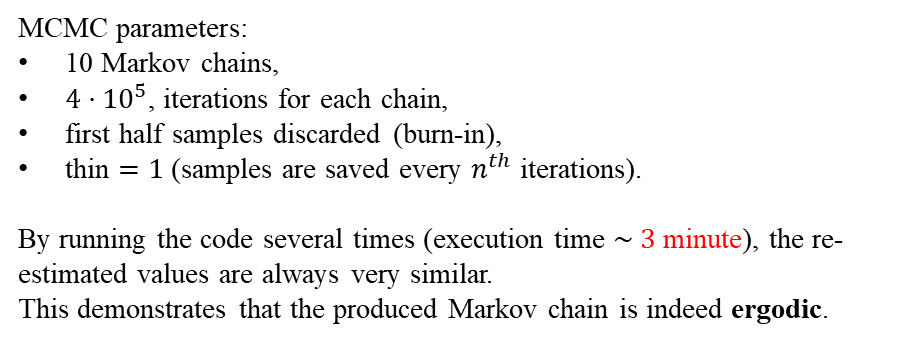 MCMC parameters:
• 10 Markov chains,
• 4 · 10⁵, iterations for each chain,
• first half samples discarded (burn-in),
• thin = 1 (samples are saved every nᵗʰ iterations).
By running the code several times (execution time ~ 3 minute), the re-
estimated values are always very similar.
This demonstrates that the produced Markov chain is indeed ergodic.